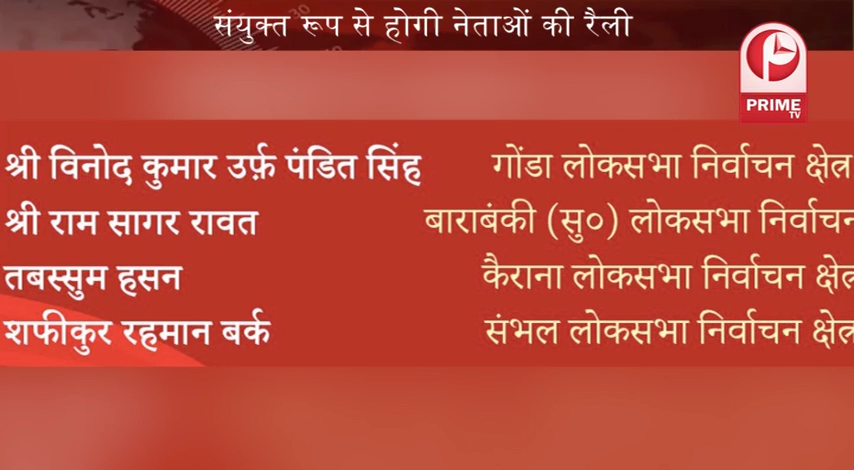 संयुक्त रूप से होगी नेताओं की रैली
PRIME
TV
श्री विनोद कुमार उर्फ़ पंडित सिंह गोंडा लोकसभा निर्वाचन क्षेत्र
श्री राम सागर रावत बाराबंकी (सु०) लोकसभा निर्वाचन
तबस्सुम हसन कैराना लोकसभा निर्वाचन क्षेत्र
शफीकुर रहमान बर्क संभल लोकसभा निर्वाचन क्षेत्र